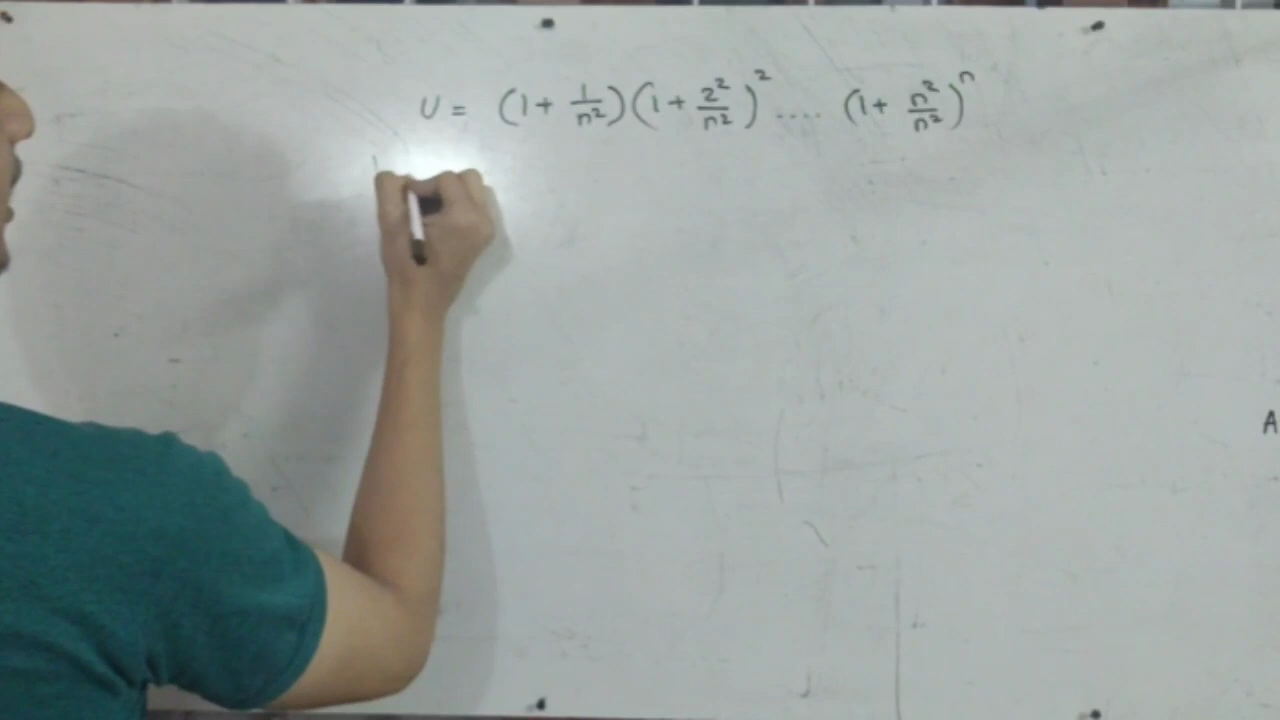 U = (1 + 1/n²)(1 + 2²/n²)² .... (1 + n²/n²)ⁿ
A